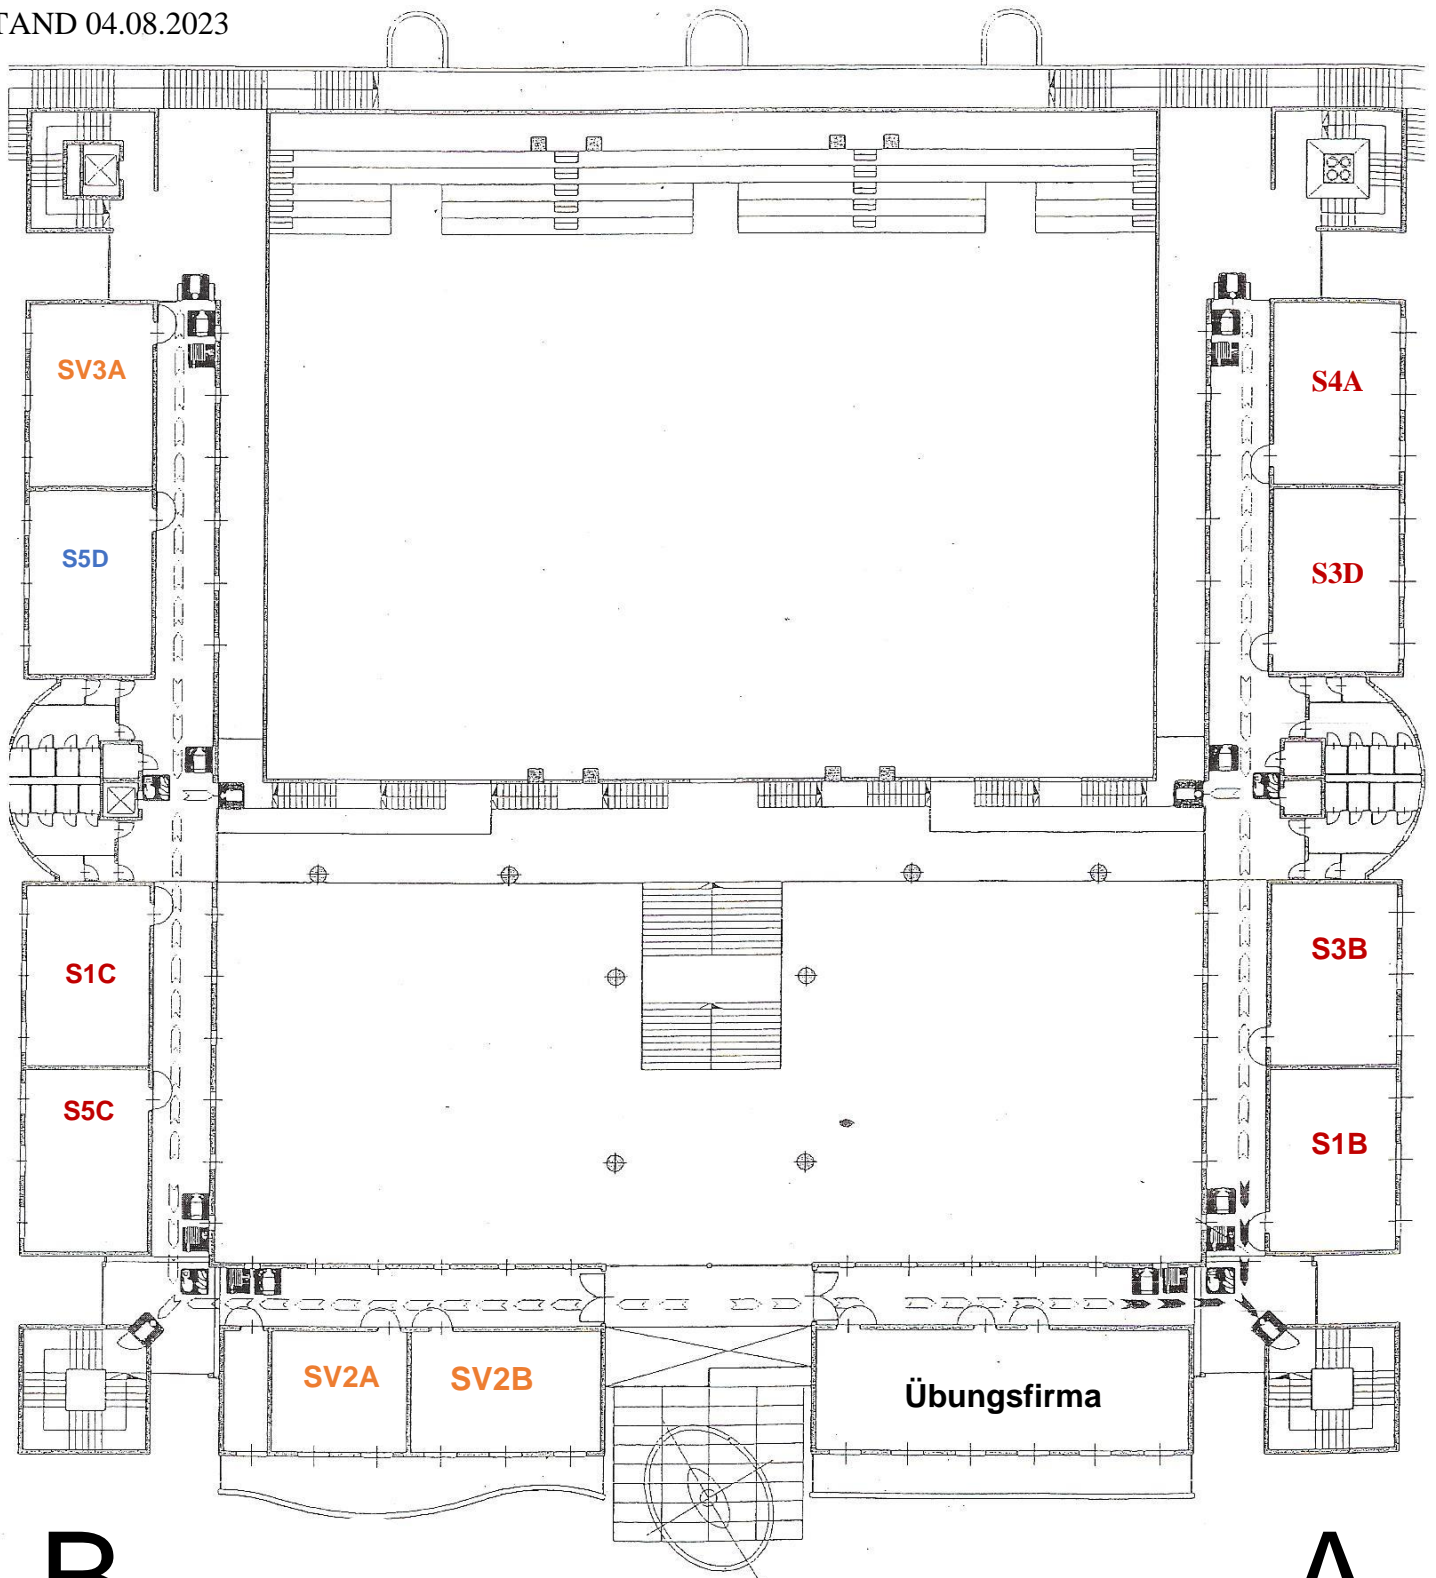 TAND 04.08.2023
SV3A
S4A
S5D
S3D
S1C
S3B
S5C
S1B
SV2A
SV2B
Übungsfirma
B
A